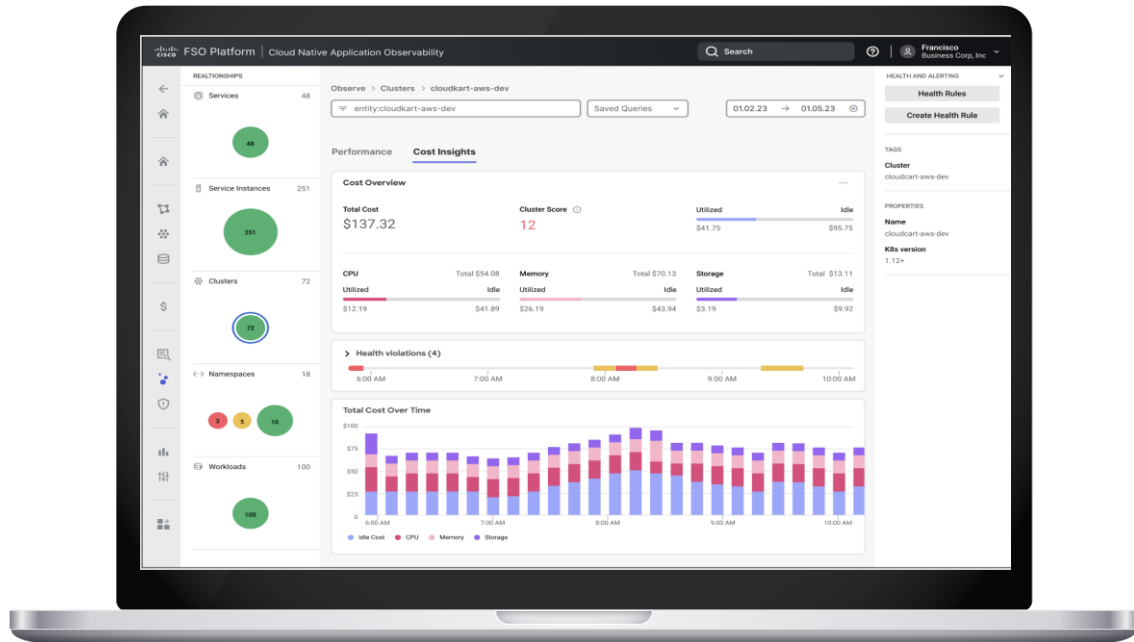 cisco FSO Platform | Cloud Native Application Observability
Search
Francisco
Business Corp, Inc
REALTIONSHIPS
Services 48
48
Service Instances 251
251
Clusters 72
72
Namespaces 18
3 5 10
Workloads 100
100
Observe > Clusters > cloudkart-aws-dev
entity:cloudkart-aws-dev
Saved Queries
01.02.23 → 01.05.23
Performance Cost Insights
Cost Overview
Total Cost
$137.32
Cluster Score
12
Utilized Idle
$41.75 $95.75
CPU Total $54.08
Utilized Idle
$12.19 $41.89
Memory Total $70.13
Utilized Idle
$26.19 $43.94
Storage Total $13.11
Utilized Idle
$3.19 $9.92
Health violations (4)
6:00 AM 7:00 AM 8:00 AM 9:00 AM 10:00 AM
Total Cost Over Time
$100
$75
$50
$25
0
6:00 AM 7:00 AM 8:00 AM 9:00 AM 10:00 AM
Idle Cost CPU Memory Storage
HEALTH AND ALERTING
Health Rules
Create Health Rule
TAGS
Cluster
cloudcart-aws-dev
PROPERTIES
Name
cloudcart-aws-dev
K8s version
1.12+